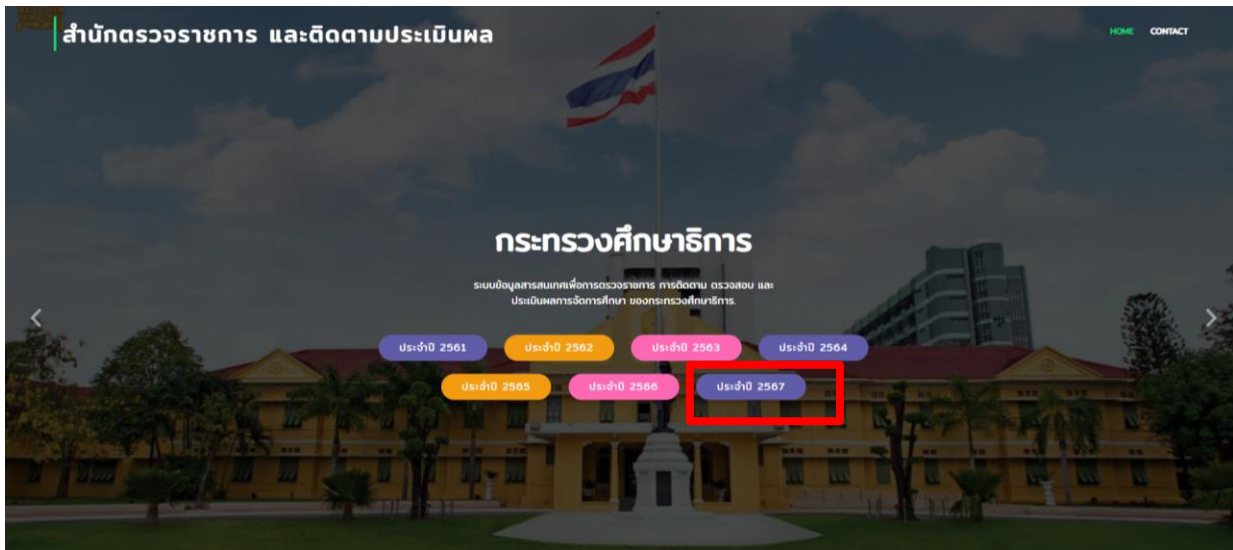 สำนักตรวจราชการ และติดตามประเมินผล
HOME CONTACT
กระทรวงศึกษาธิการ
ระบบข้อมูลสารสนเทศเพื่อการตรวจราชการ การติดตาม ตรวจสอบ และ
ประเมินผลการจัดการศึกษา ของกระทรวงศึกษาธิการ.
ประจำปี 2561 ประจำปี 2562 ประจำปี 2563 ประจำปี 2564
ประจำปี 2565 ประจำปี 2566 ประจำปี 2567